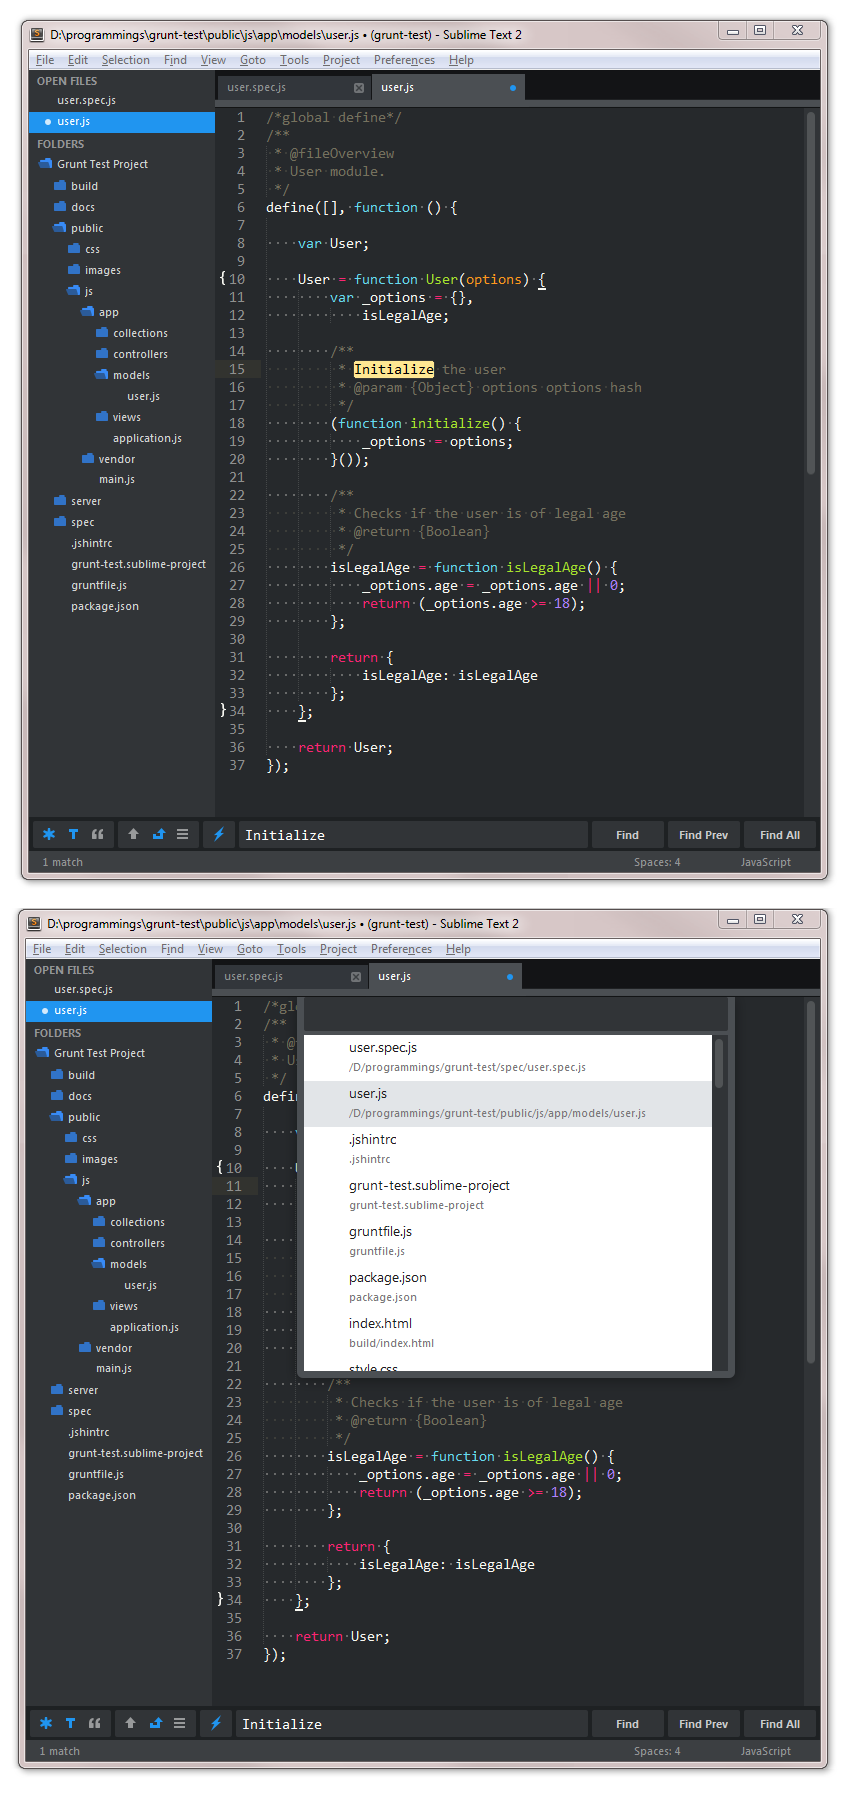 D:\programmings\grunt-test\public\js\app\models\user.js • (grunt-test) - Sublime Text 2
File Edit Selection Find View Goto Tools Project Preferences Help
OPEN FILES
user.spec.js
user.js
FOLDERS
Grunt Test Project
build
docs
public
css
images
js
app
collections
controllers
models
user.js
views
application.js
vendor
main.js
server
spec
.jshintrc
grunt-test.sublime-project
gruntfile.js
package.json
user.spec.js user.js
1 /*global define*/
2 /**
3 * @fileOverview
4 * User module.
5 */
6 define([], function () {
7
8 var User;
9
{10 User = function User(options) {
11 var _options = {},
12 isLegalAge;
13
14 /**
15 * Initialize the user
16 * @param {Object} options options hash
17 */
18 (function initialize() {
19 _options = options;
20 }());
21
22 /**
23 * Checks if the user is of legal age
24 * @return {Boolean}
25 */
26 isLegalAge = function isLegalAge() {
27 _options.age = _options.age || 0;
28 return (_options.age >= 18);
29 };
30
31 return {
32 isLegalAge: isLegalAge
33 };
}34 };
35
36 return User;
37 });
Initialize Find Find Prev Find All
1 match Spaces: 4 JavaScript
D:\programmings\grunt-test\public\js\app\models\user.js • (grunt-test) - Sublime Text 2
File Edit Selection Find View Goto Tools Project Preferences Help
OPEN FILES
user.spec.js
user.js
FOLDERS
Grunt Test Project
build
docs
public
css
images
js
app
collections
controllers
models
user.js
views
application.js
vendor
main.js
server
spec
.jshintrc
grunt-test.sublime-project
gruntfile.js
package.json
user.spec.js user.js
1 /*gl
2 /**
3 * @
4 * U
5 */
6 defi
7
8
9
{10
11
12
13
14
15
16
17
18
19
20
21
user.spec.js
/D/programmings/grunt-test/spec/user.spec.js
user.js
/D/programmings/grunt-test/public/js/app/models/user.js
.jshintrc
.jshintrc
grunt-test.sublime-project
grunt-test.sublime-project
gruntfile.js
gruntfile.js
package.json
package.json
index.html
build/index.html
style.css
22 /**
23 * Checks if the user is of legal age
24 * @return {Boolean}
25 */
26 isLegalAge = function isLegalAge() {
27 _options.age = _options.age || 0;
28 return (_options.age >= 18);
29 };
30
31 return {
32 isLegalAge: isLegalAge
33 };
}34 };
35
36 return User;
37 });
Initialize Find Find Prev Find All
1 match Spaces: 4 JavaScript